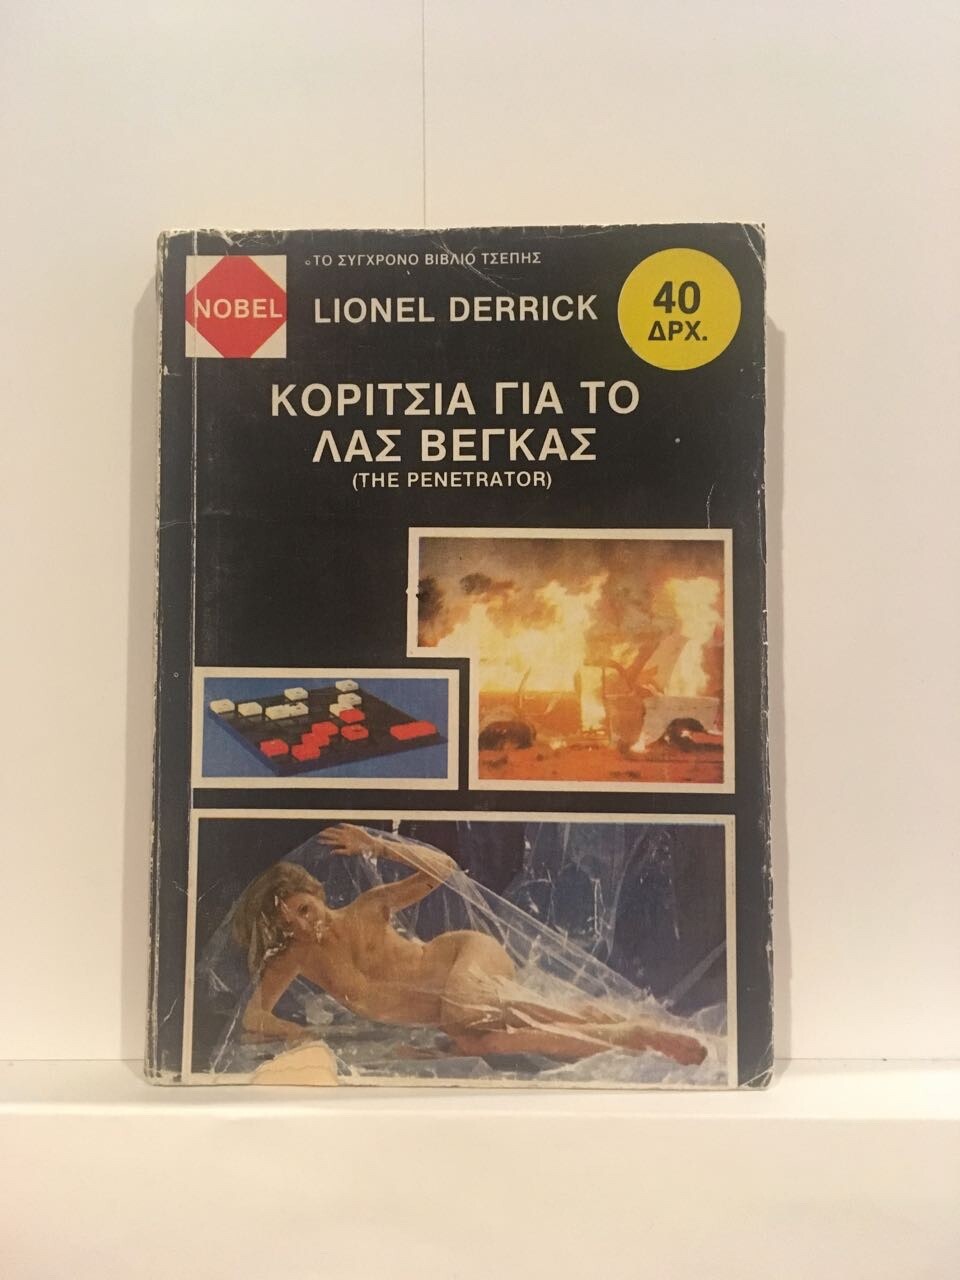 ΤΟ ΣΥΓΧΡΟΝΟ ΒΙΒΛΙΟ ΤΣΕΠΗΣ
NOBEL
LIONEL DERRICK
40
ΔΡΧ.
ΚΟΡΙΤΣΙΑ ΓΙΑ ΤΟ
ΛΑΣ ΒΕΓΚΑΣ
(THE PENETRATOR)